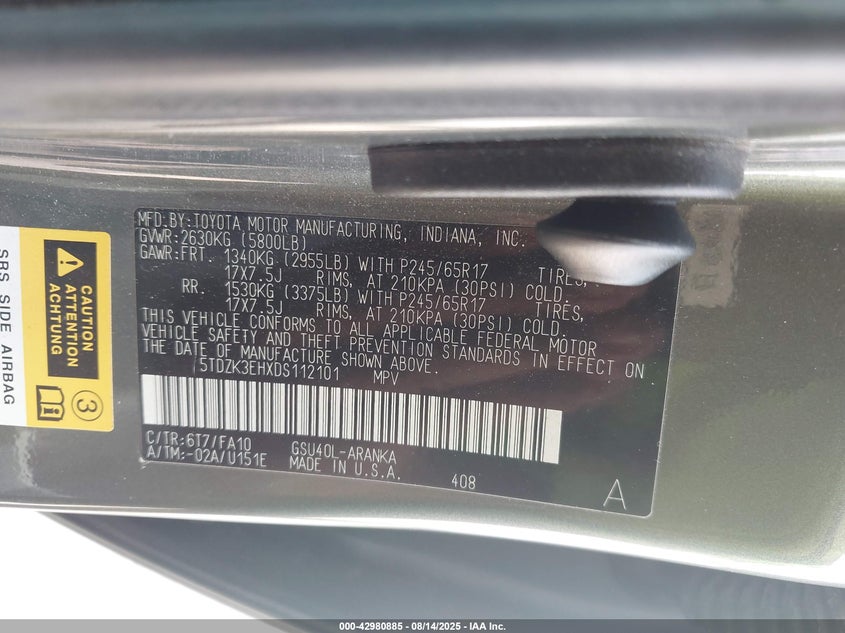 MFD.BY:TOYOTA MOTOR MANUFACTURING, INDIANA, INC.
GVWR:2630KG (5800LB)
GAWR:FRT. 1340KG (2955LB) WITH P245/65R17 TIRES,
17X7.5J RIMS, AT 210KPA (30PSI) COLD.
RR. 1530KG (3375LB) WITH P245/65R17 TIRES,
17X7.5J RIMS, AT 210KPA (30PSI) COLD.
THIS VEHICLE CONFORMS TO ALL APPLICABLE FEDERAL MOTOR
VEHICLE SAFETY AND THEFT PREVENTION STANDARDS IN EFFECT ON
THE DATE OF MANUFACTURE SHOWN ABOVE.
5TDZK3EHXDS112101 MPV
C/TR:6T7/FA10 GSU40L-ARANKA
A/TM:-02A/U151E MADE IN U.S.A. 408
A
SRS SIDE AIRBAG
CAUTION
ATTENTION
ACHTUNG
3
000-42980885 - 08/14/2025 - IAA Inc.